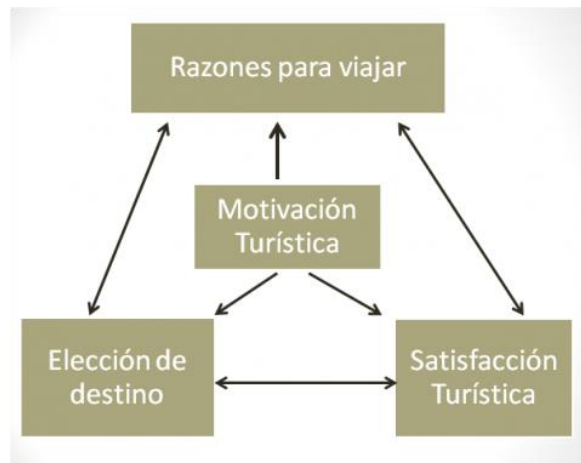 Razones para viajar
Motivación
Turística
Elección de
destino
Satisfacción
Turística